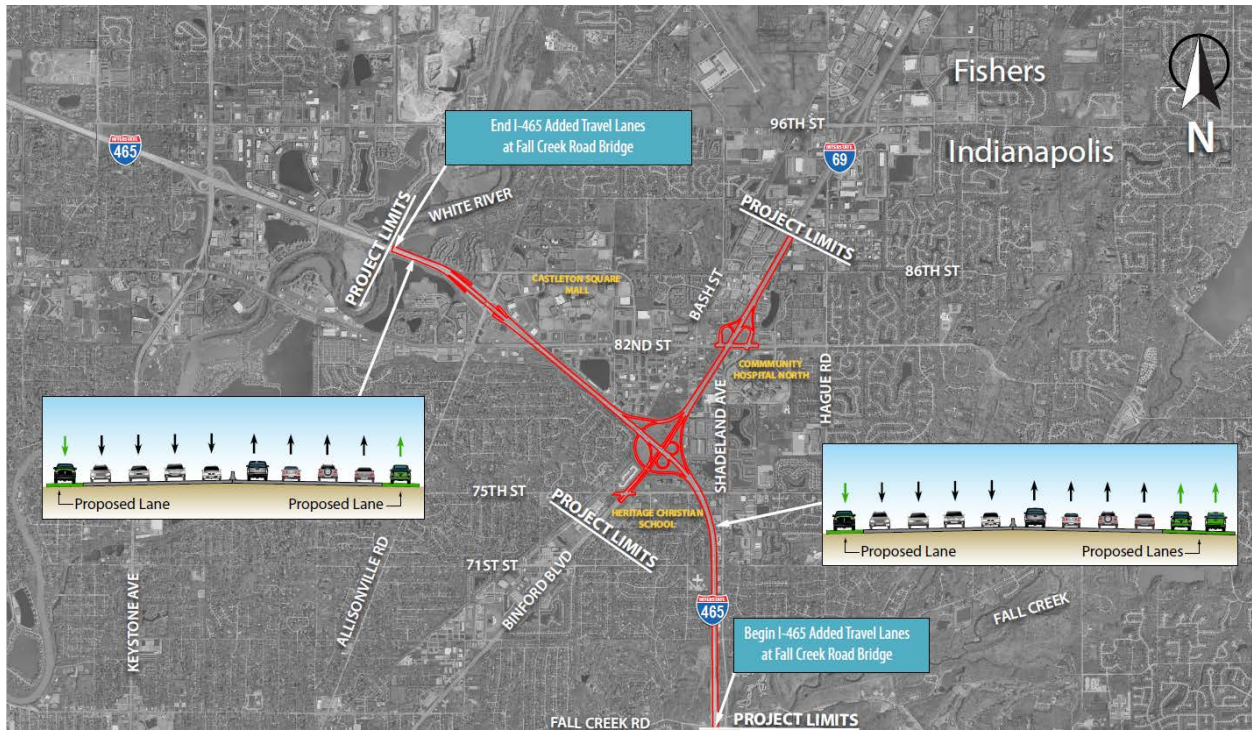 Fishers
Indianapolis
N
96TH ST
INTERSTATE
69
INTERSTATE
465
End I-465 Added Travel Lanes
at Fall Creek Road Bridge
WHITE RIVER
PROJECT LIMITS
PROJECT LIMITS
86TH ST
CASTLETON SQUARE
MALL
BASH ST
82ND ST
COMMMUNITY
HOSPITAL NORTH
HAGUE RD
SHADELAND AVE
Proposed Lane
Proposed Lane
75TH ST
HERITAGE CHRISTIAN
SCHOOL
PROJECT LIMITS
71ST ST
BINFORD BLVD
ALLISONVILLE RD
KEYSTONE AVE
Proposed Lane
Proposed Lanes
INTERSTATE
465
FALL CREEK
Begin I-465 Added Travel Lanes
at Fall Creek Road Bridge
FALL CREEK RD
PROJECT LIMITS